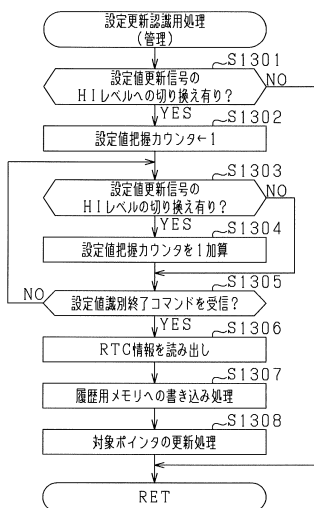 設定更新認識用処理
(管理)
S1301
設定値更新信号の
HIレベルへの切り換え有り?
NO
YES
S1302
設定値把握カウンタ←1
S1303
設定値更新信号の
HIレベルの切り換え有り?
NO
YES
S1304
設定値把握カウンタを1加算
S1305
NO
設定値識別終了コマンドを受信?
YES
S1306
RTC情報を読み出し
S1307
履歴用メモリへの書き込み処理
S1308
対象ポインタの更新処理
RET